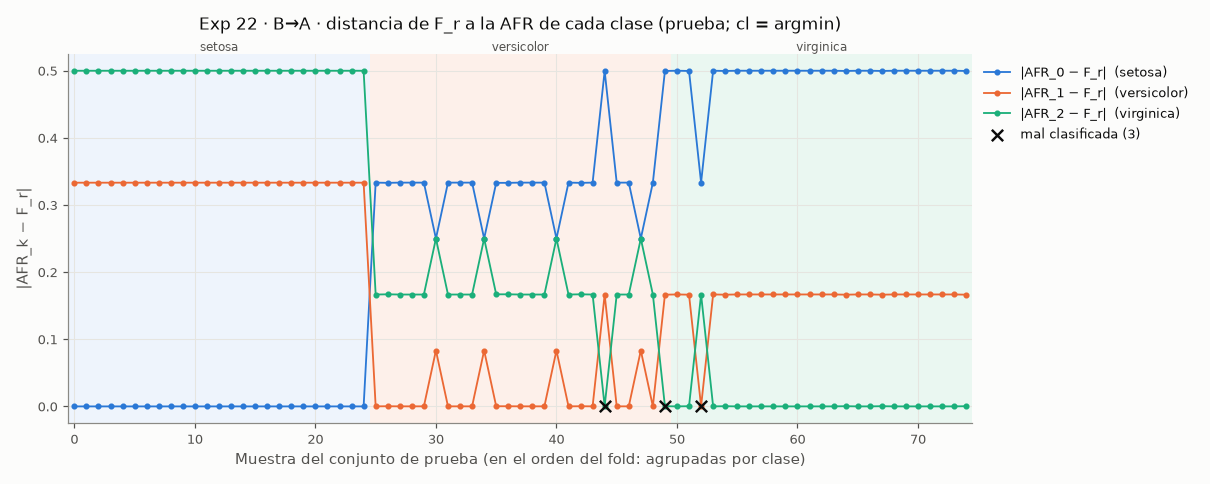 Exp 22 · B→A · distancia de F_r a la AFR de cada clase (prueba; cl = argmin)
setosa versicolor virginica
|AFR_0 − F_r| (setosa)
|AFR_1 − F_r| (versicolor)
|AFR_2 − F_r| (virginica)
mal clasificada (3)
|AFR_k − F_r|
0.5
0.4
0.3
0.2
0.1
0.0
0 10 20 30 40 50 60 70
Muestra del conjunto de prueba (en el orden del fold: agrupadas por clase)